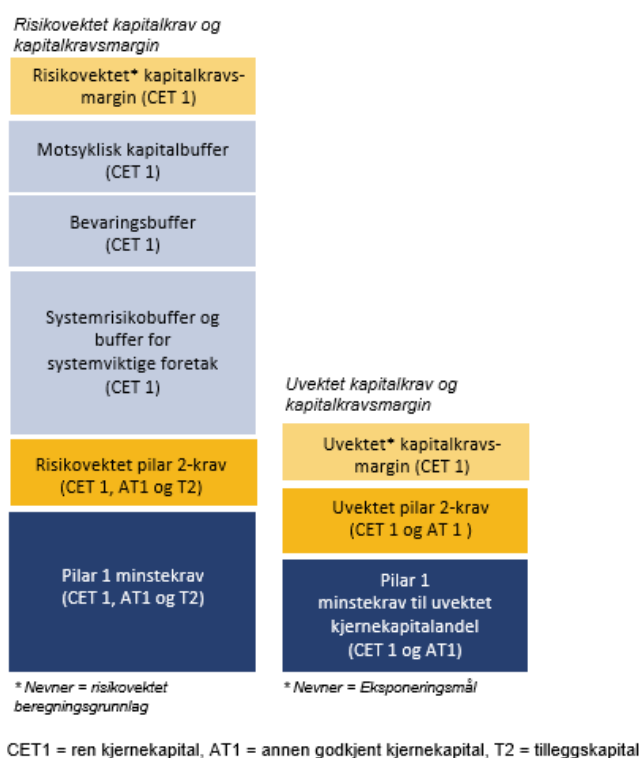 Risikovektet kapitalkrav og
kapitalkravsmargin
Risikovektet* kapitalkravs-
margin (CET 1)
Motsyklisk kapitalbuffer
(CET 1)
Bevaringsbuffer
(CET 1)
Systemrisikobuffer og
buffer for
systemviktige foretak
(CET 1)
Risikovektet pilar 2-krav
(CET 1, AT1 og T2)
Pilar 1 minstekrav
(CET 1, AT1 og T2)
* Nevner = risikovektet
beregningsgrunnlag
Uvektet kapitalkrav og
kapitalkravsmargin
Uvektet* kapitalkravs-
margin (CET 1)
Uvektet pilar 2-krav
(CET 1 og AT 1 )
Pilar 1
minstekrav til uvektet
kjernekapitalandel
(CET 1 og AT1)
* Nevner = Eksponeringsmål
CET1 = ren kjernekapital, AT1 = annen godkjent kjernekapital, T2 = tilleggskapital